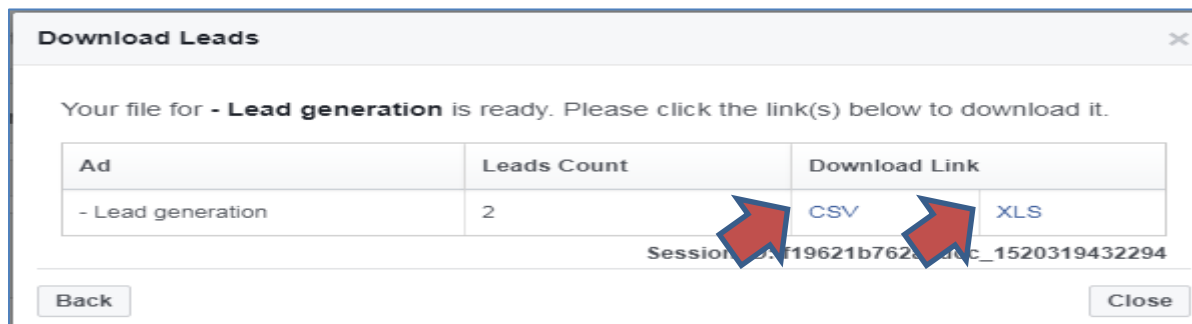 Download Leads ×
Your file for - Lead generation is ready. Please click the link(s) below to download it.
Ad Leads Count Download Link
- Lead generation 2 CSV XLS
Session
Back Close